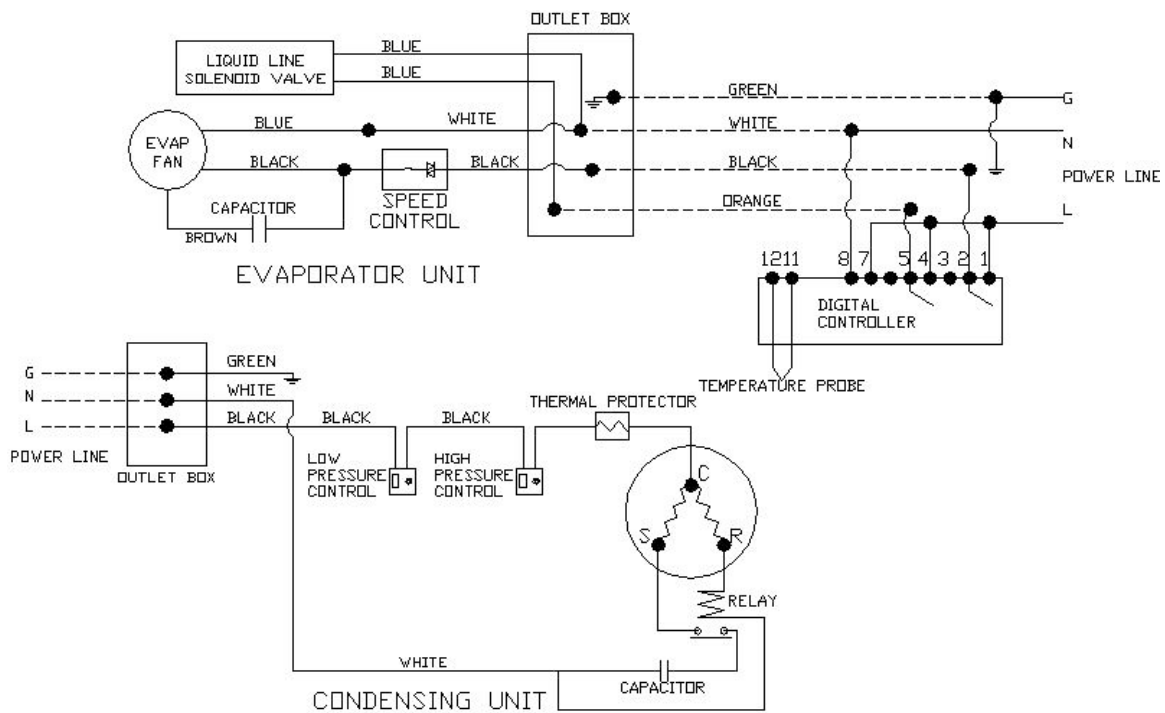 OUTLET BOX
BLUE
LIQUID LINE
SOLENOID VALVE
BLUE
GREEN
G
BLUE
WHITE
WHITE
N
EVAP
FAN
BLACK
BLACK
BLACK
POWER LINE
SPEED
CONTROL
CAPACITOR
ORANGE
L
BROWN
EVAPORATOR UNIT
12 11 8 7 5 4 3 2 1
DIGITAL
CONTROLLER
TEMPERATURE PROBE
G
GREEN
N
WHITE
L
BLACK
BLACK
BLACK
THERMAL PROTECTOR
POWER LINE
OUTLET BOX
LOW
PRESSURE
CONTROL
HIGH
PRESSURE
CONTROL
C
S
R
RELAY
WHITE
CAPACITOR
CONDENSING UNIT